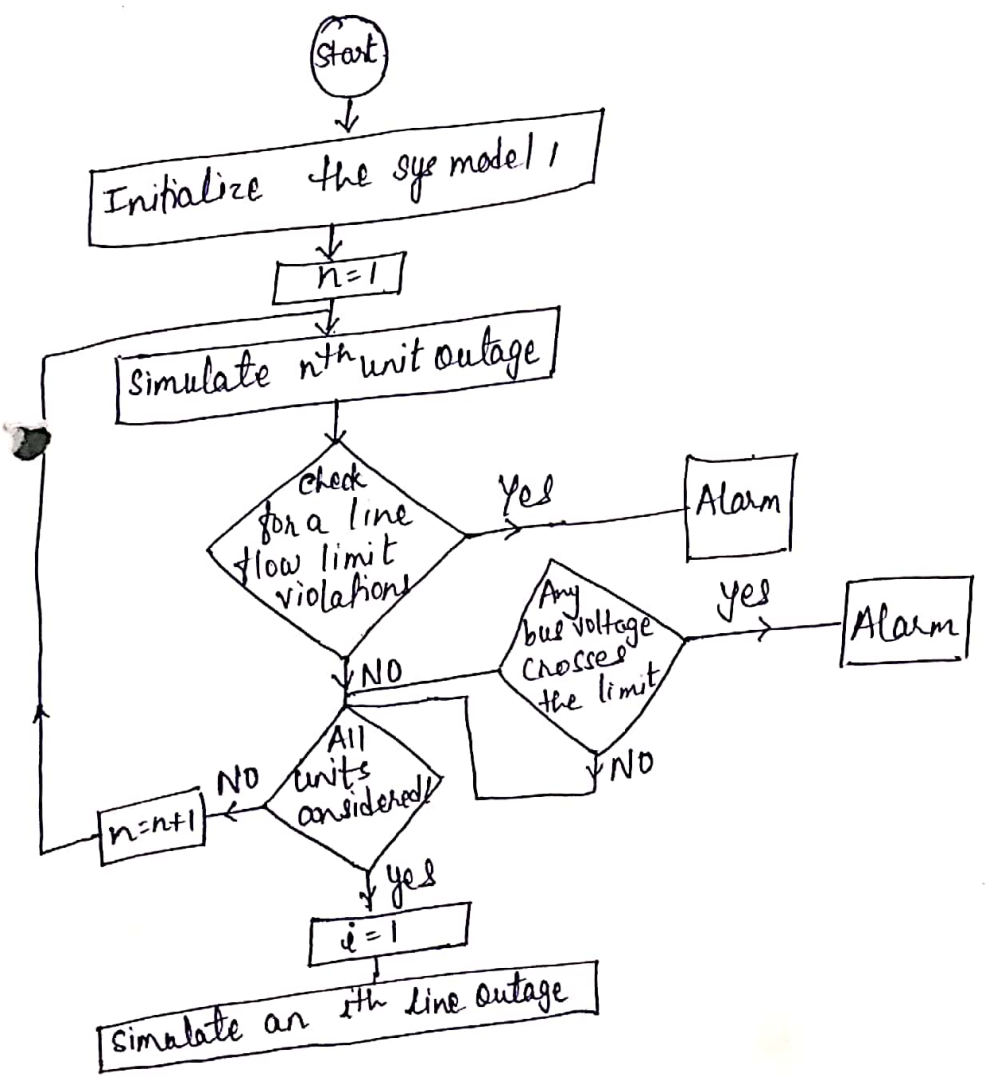 Start
Initialize the sys model,
n=1
Simulate nth unit outage
Check
for a line
flow limit
violations
Yes
Alarm
Any
bus voltage
Crosses
the limit
yes
Alarm
NO
NO
All
units
considered!
NO
n=n+1
yes
i=1
Simulate an ith line outage